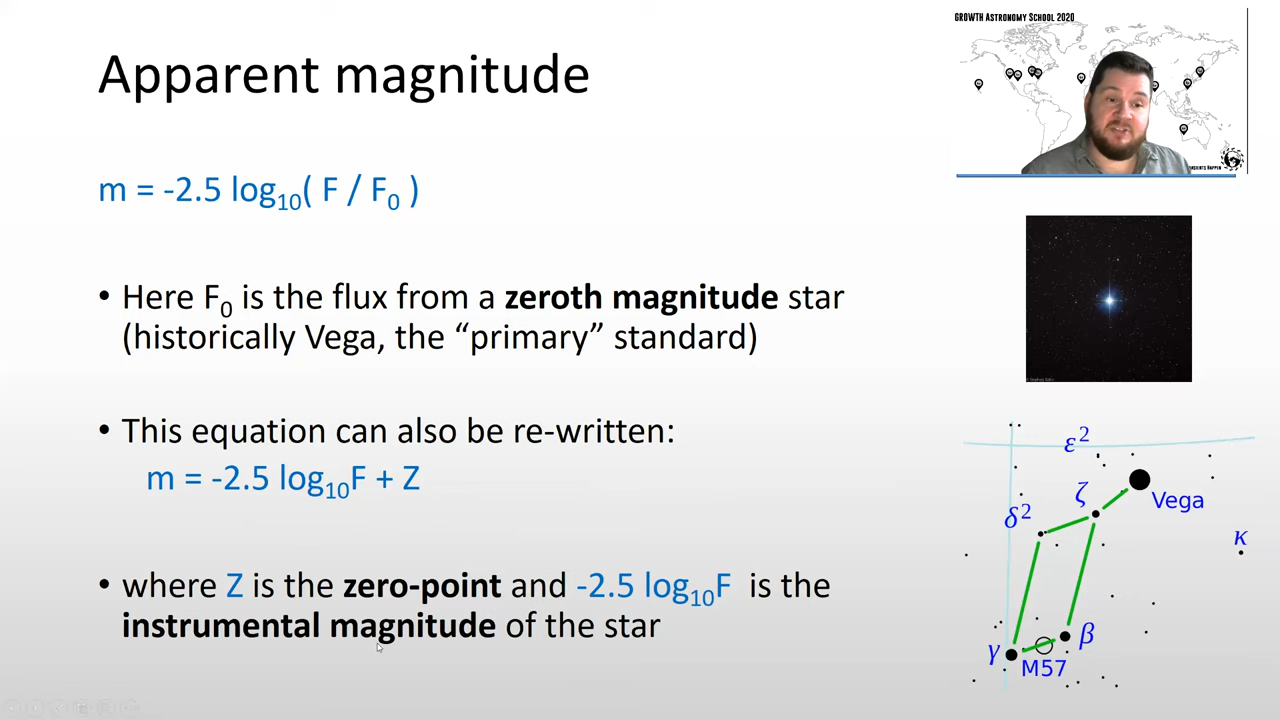 Apparent magnitude
GROWTH ASTRONOMY SCHOOL 2020
m = -2.5 log₁₀( F / F₀ )
• Here F₀ is the flux from a zeroth magnitude star
(historically Vega, the “primary” standard)
• This equation can also be re-written:
m = -2.5 log₁₀F + Z
• where Z is the zero-point and -2.5 log₁₀F is the
instrumental magnitude of the star
ε²
ζ
Vega
δ²
κ
γ
β
M57